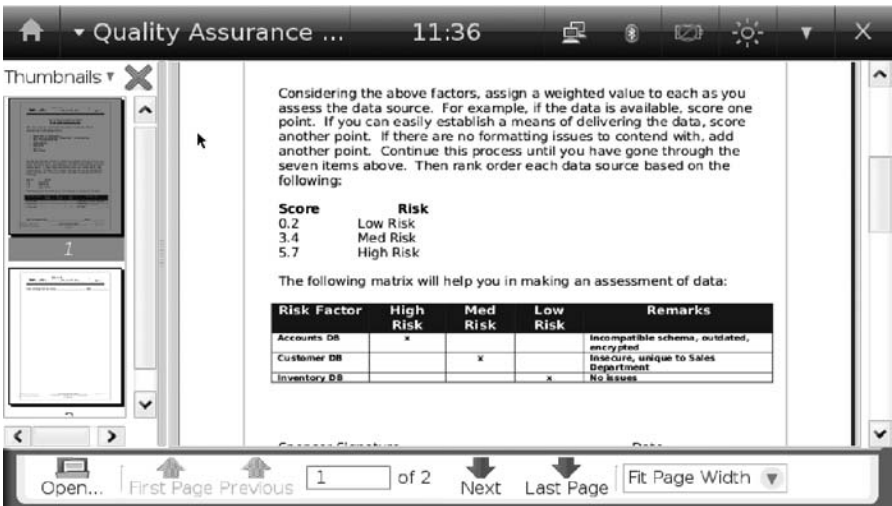 Quality Assurance ...
11:36
Thumbnails
1
Considering the above factors, assign a weighted value to each as you
assess the data source. For example, if the data is available, score one
point. If you can easily establish a means of delivering the data, score
another point. If there are no formatting issues to contend with, add
another point. Continue this process until you have gone through the
seven items above. Then rank order each data source based on the
following:
Score Risk
0.2 Low Risk
3.4 Med Risk
5.7 High Risk
The following matrix will help you in making an assessment of data:
Risk Factor High Risk Med Risk Low Risk Remarks
Accounts DB x Incompatible schema, outdated, encrypted
Customer DB x Insecure, unique to Sales Department
Inventory DB x No issues
Open...
First Page
Previous
1 of 2
Next
Last Page
Fit Page Width